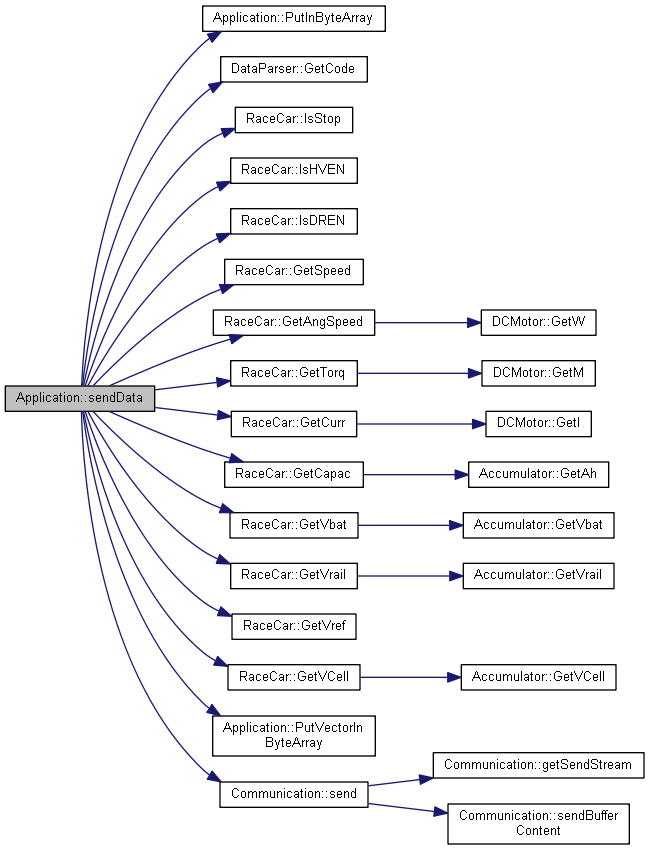 Application::PutInByteArray
DataParser::GetCode
RaceCar::IsStop
RaceCar::IsHVEN
RaceCar::IsDREN
RaceCar::GetSpeed
RaceCar::GetAngSpeed
DCMotor::GetW
RaceCar::GetTorq
DCMotor::GetM
Application::sendData
RaceCar::GetCurr
DCMotor::GetI
RaceCar::GetCapac
Accumulator::GetAh
RaceCar::GetVbat
Accumulator::GetVbat
RaceCar::GetVrail
Accumulator::GetVrail
RaceCar::GetVref
RaceCar::GetVCell
Accumulator::GetVCell
Application::PutVectorIn
ByteArray
Communication::send
Communication::getSendStream
Communication::sendBuffer
Content